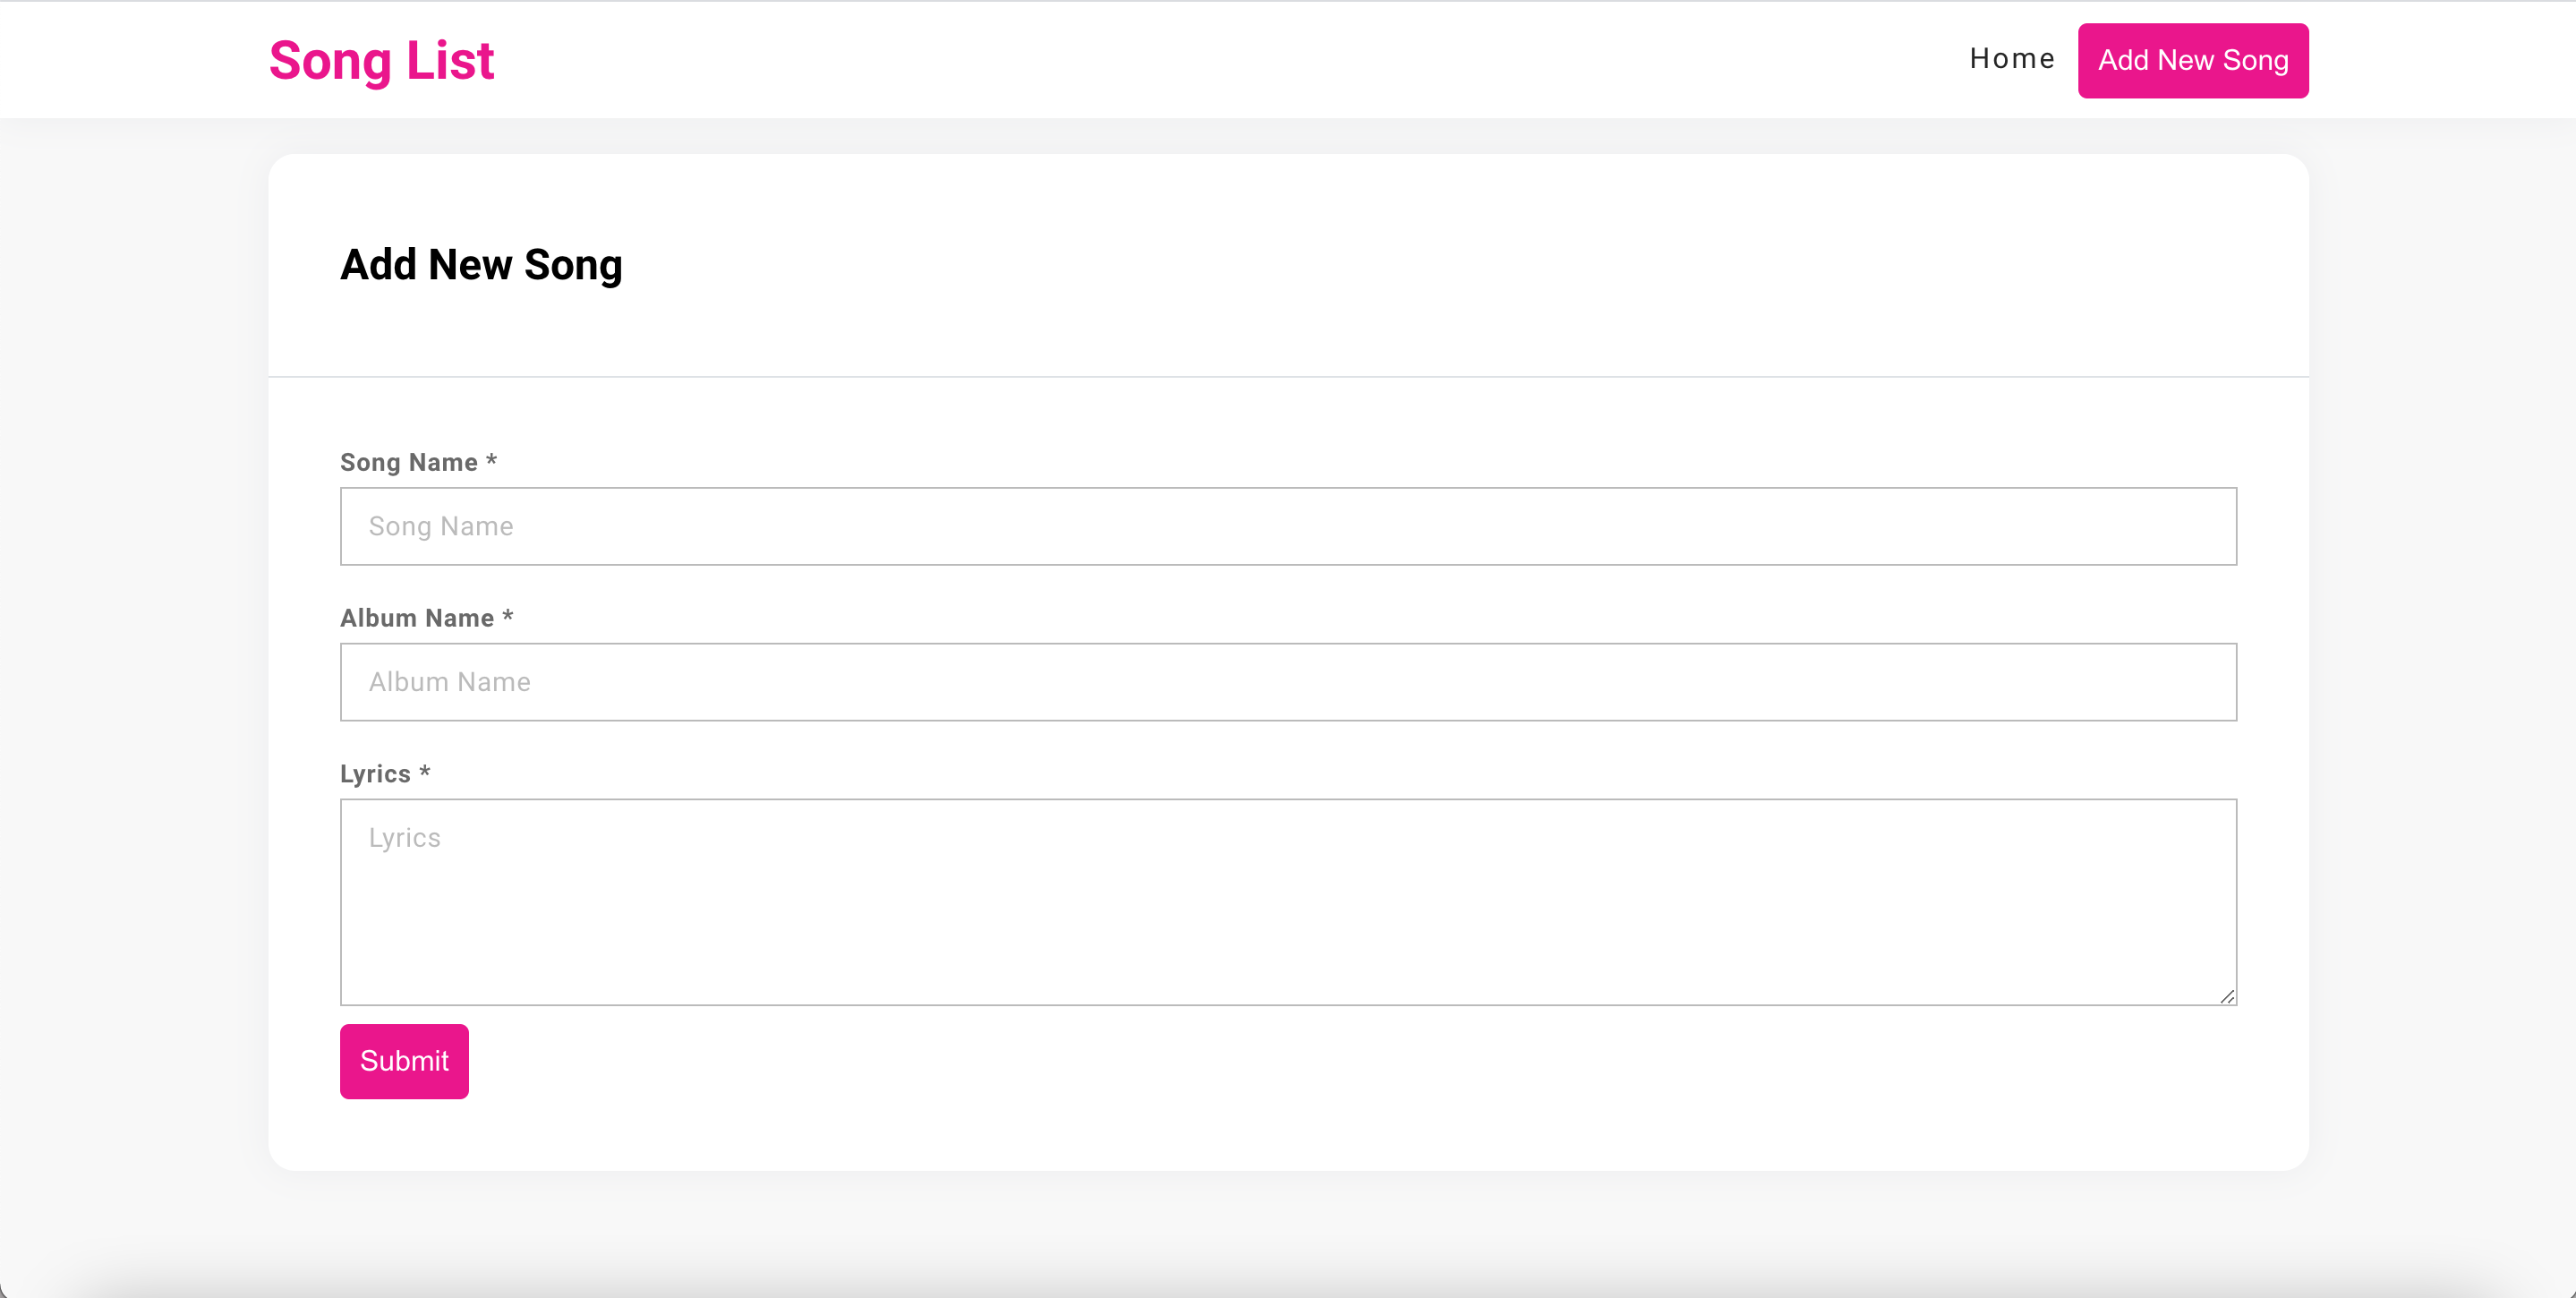 Song List
Home
Add New Song
Add New Song
Song Name *
Song Name
Album Name *
Album Name
Lyrics *
Lyrics
Submit